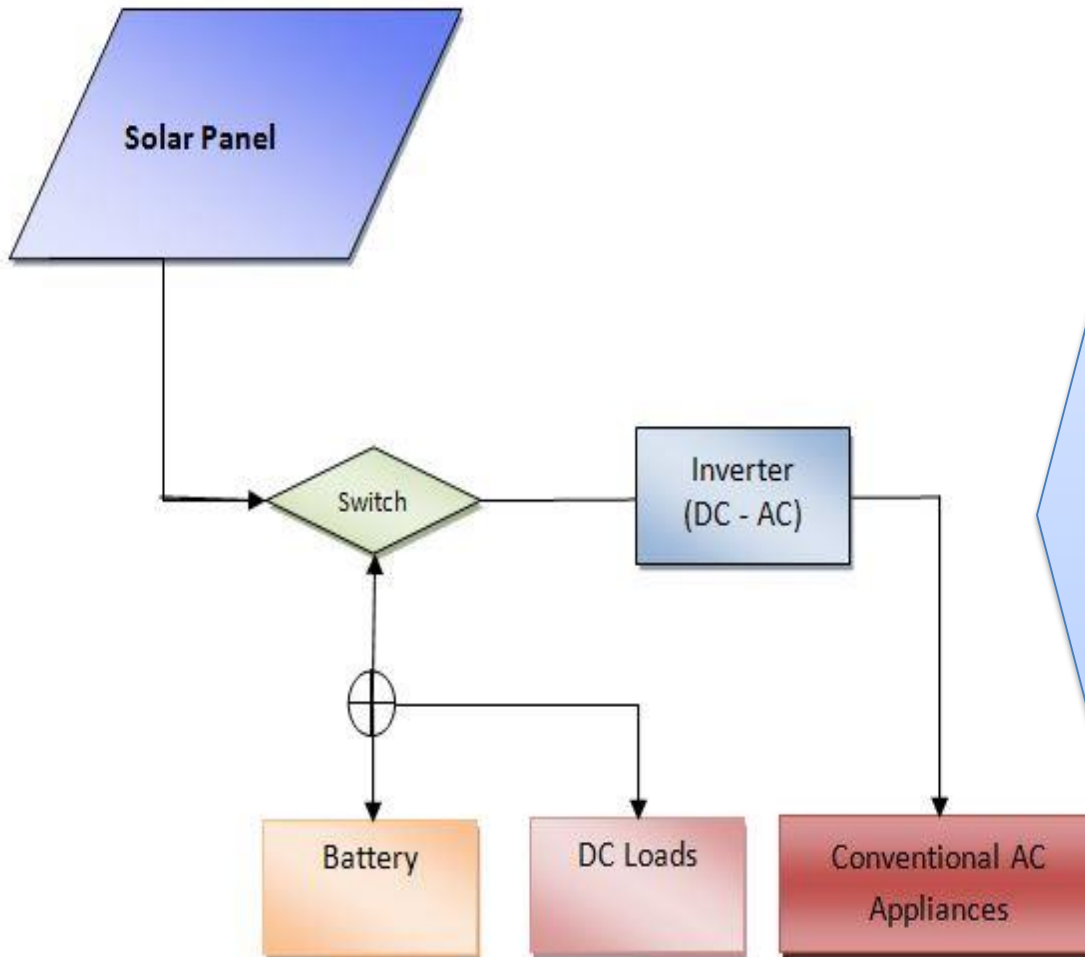 Solar Panel
Switch
Inverter
(DC - AC)
Battery
DC Loads
Conventional AC
Appliances